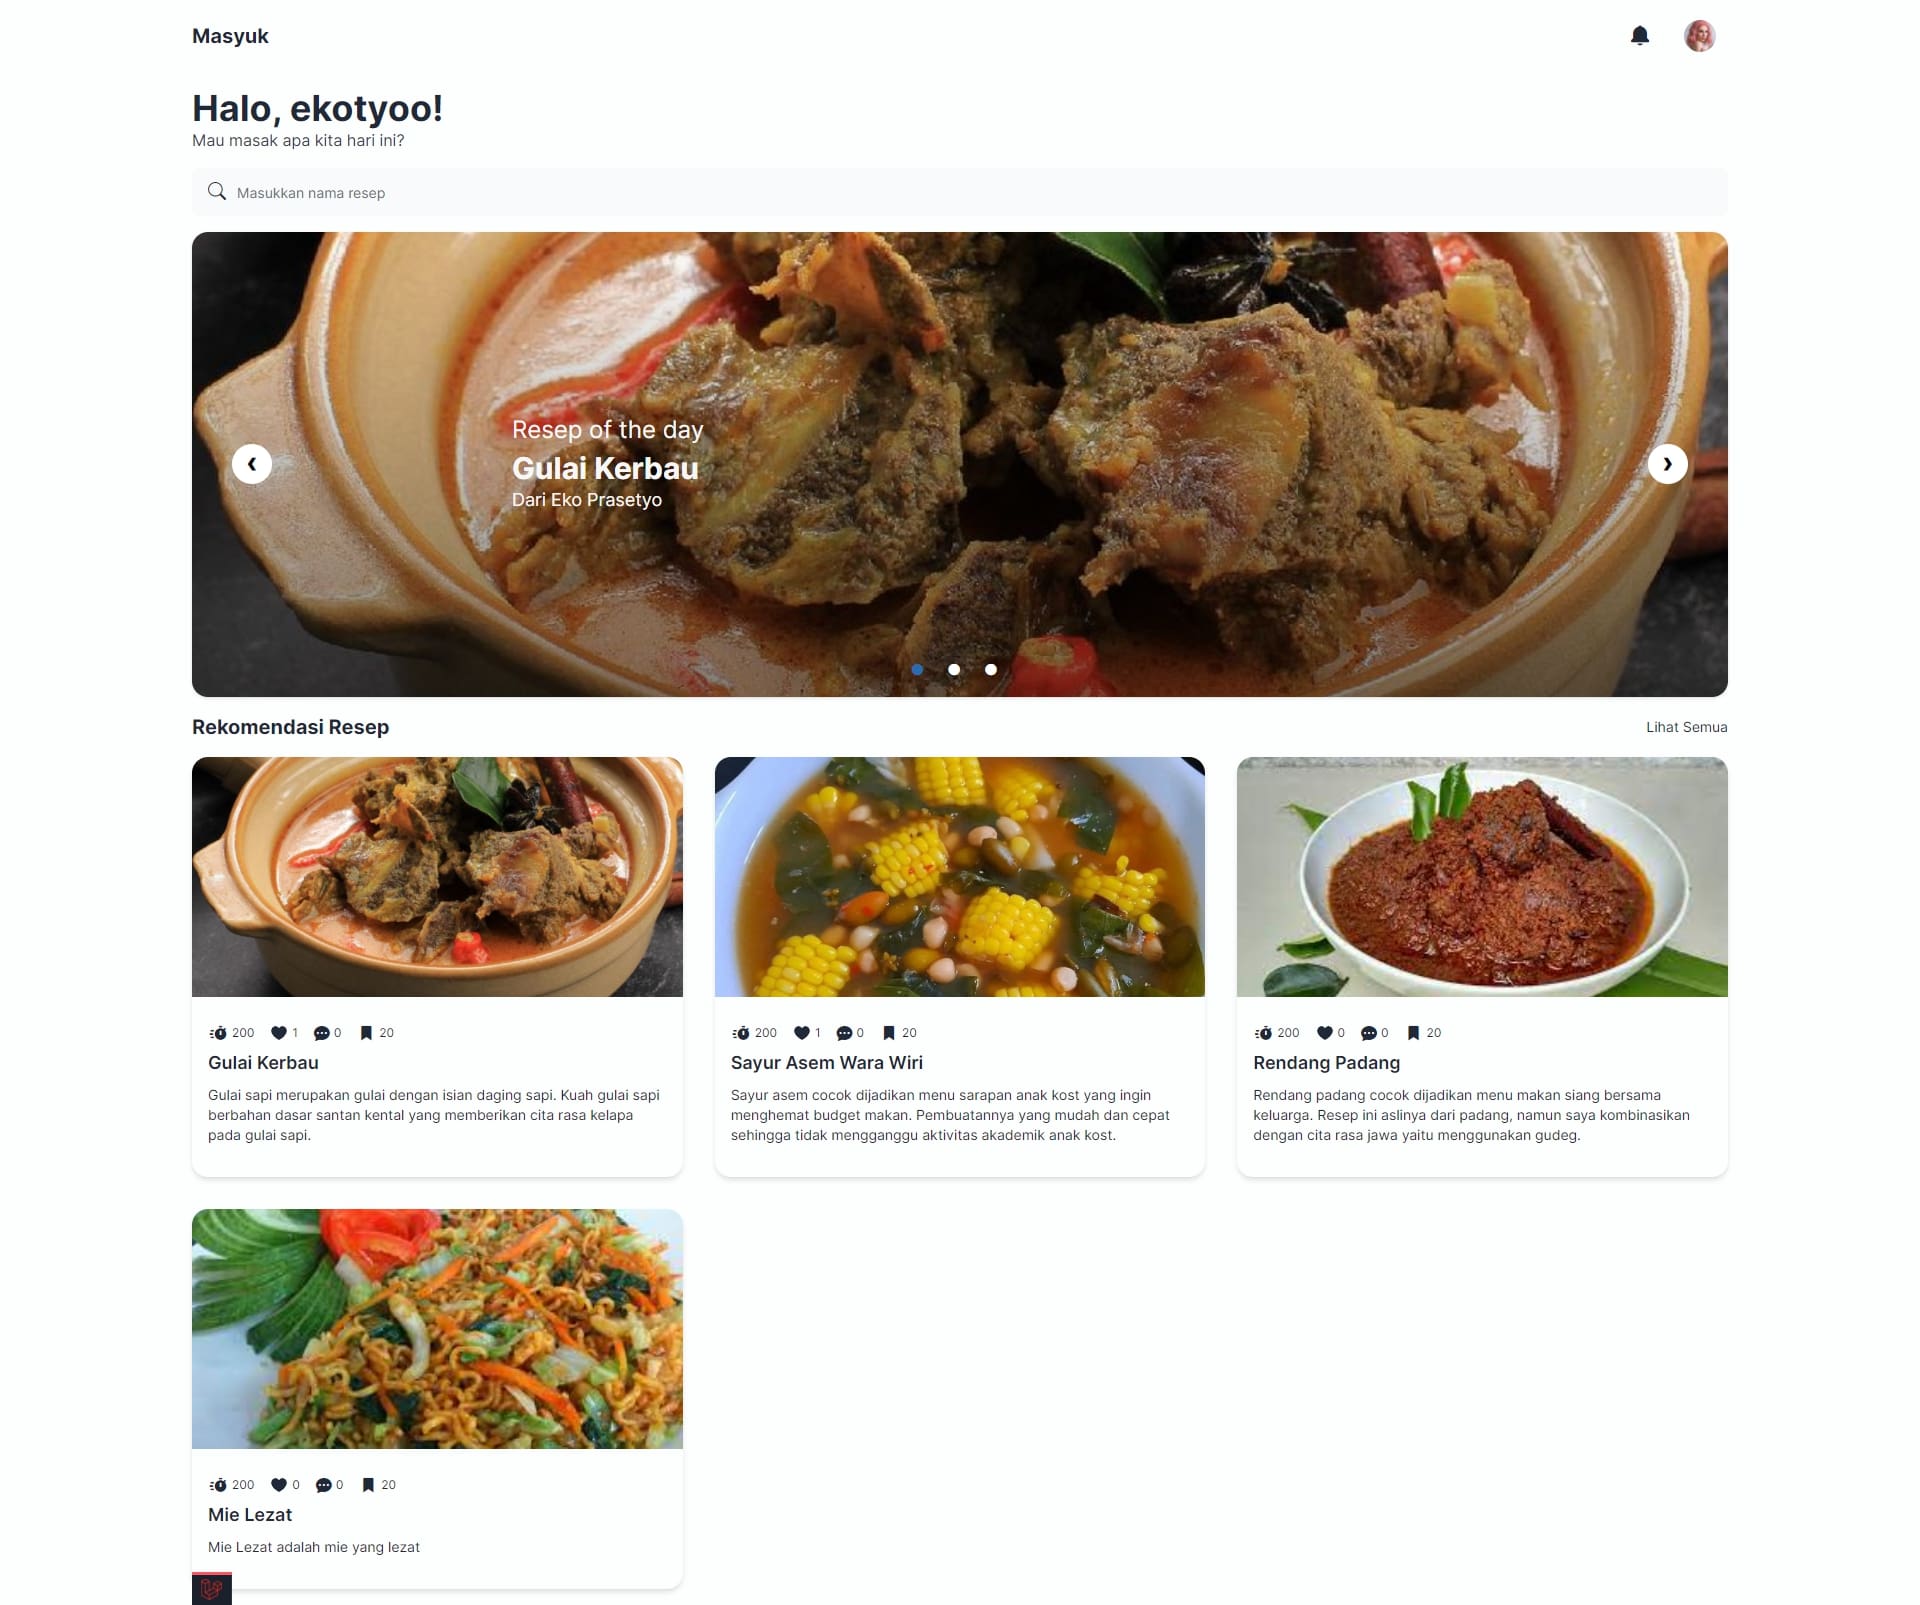 Masyuk
Halo, ekotyoo!
Mau masak apa kita hari ini?
Masukkan nama resep
Resep of the day
Gulai Kerbau
Dari Eko Prasetyo
Rekomendasi Resep
Lihat Semua
200 1 0 20
Gulai Kerbau
Gulai sapi merupakan gulai dengan isian daging sapi. Kuah gulai sapi
berbahan dasar santan kental yang memberikan cita rasa kelapa
pada gulai sapi.
200 1 0 20
Sayur Asem Wara Wiri
Sayur asem cocok dijadikan menu sarapan anak kost yang ingin
menghemat budget makan. Pembuatannya yang mudah dan cepat
sehingga tidak mengganggu aktivitas akademik anak kost.
200 0 0 20
Rendang Padang
Rendang padang cocok dijadikan menu makan siang bersama
keluarga. Resep ini aslinya dari padang, namun saya kombinasikan
dengan cita rasa jawa yaitu menggunakan gudeg.
200 0 0 20
Mie Lezat
Mie Lezat adalah mie yang lezat